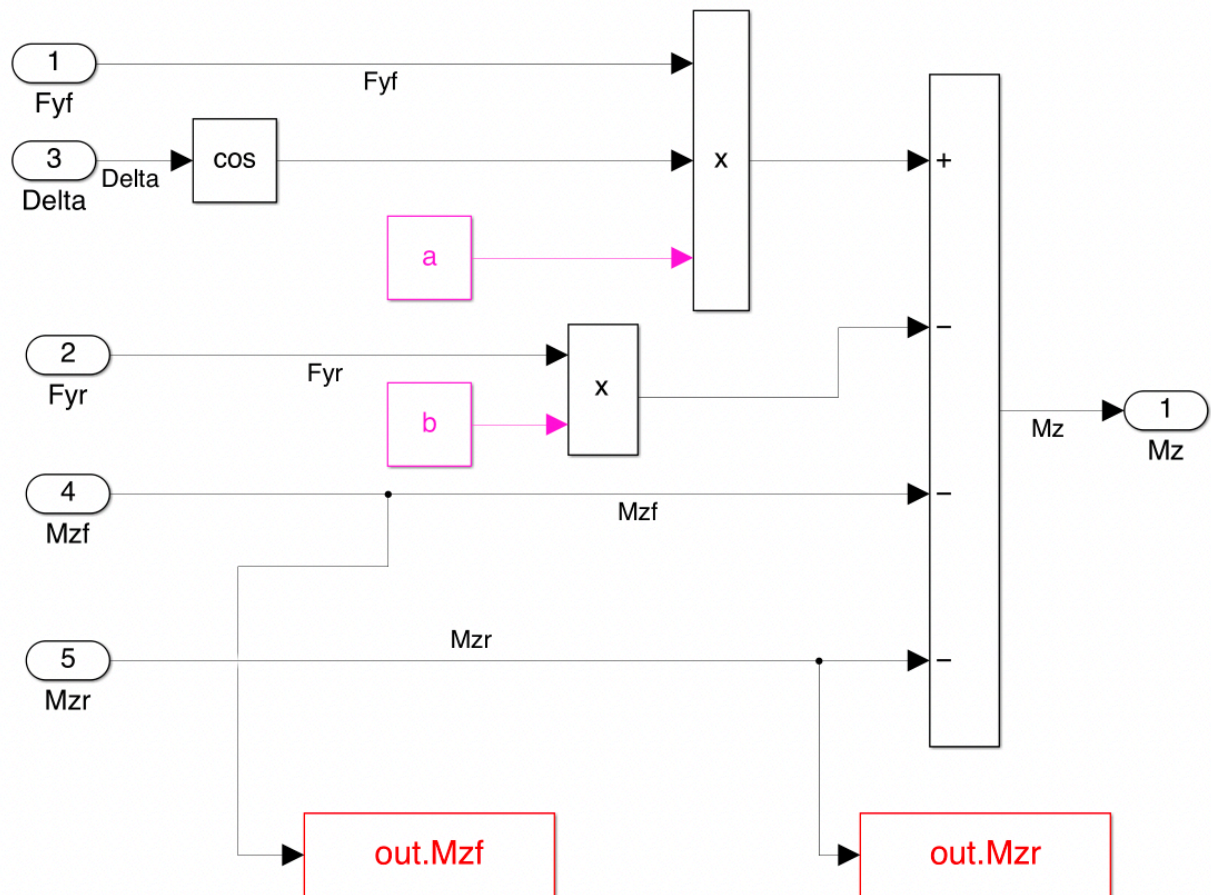 1
Fyf
Fyf
3
Delta
Delta
cos
x
+
a
2
Fyr
Fyr
x
−
b
1
Mz
Mz
4
Mzf
Mzf
−
5
Mzr
Mzr
−
out.Mzf
out.Mzr